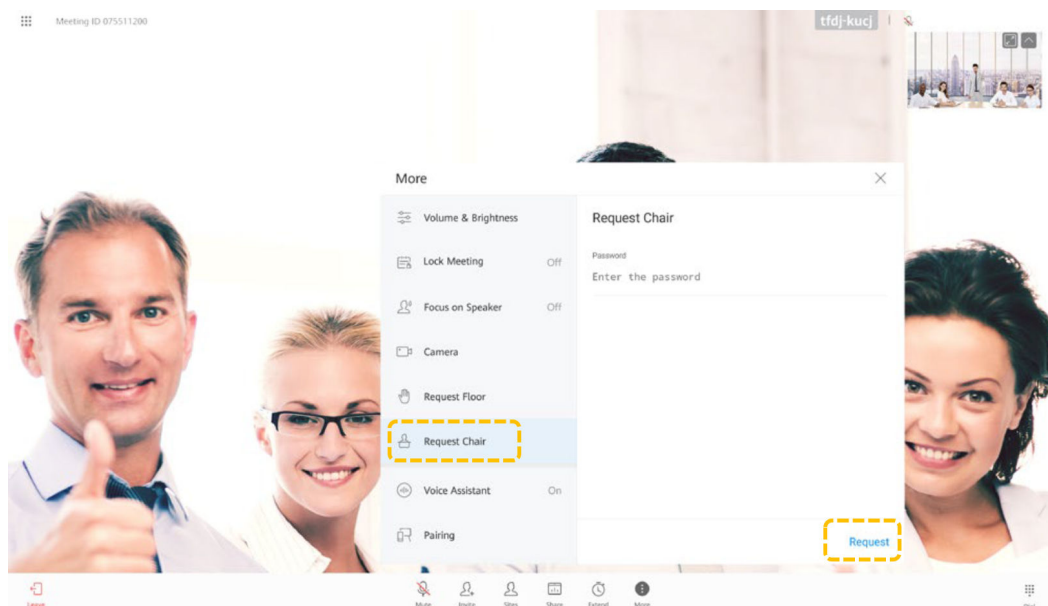 Meeting ID 075511200
tfdj-kucj
More
Volume & Brightness
Lock Meeting Off
Focus on Speaker Off
Camera
Request Floor
Request Chair
Voice Assistant On
Pairing
Request Chair
Password
Enter the password
Request
Leave
Mute Invite Sites Share Extend More